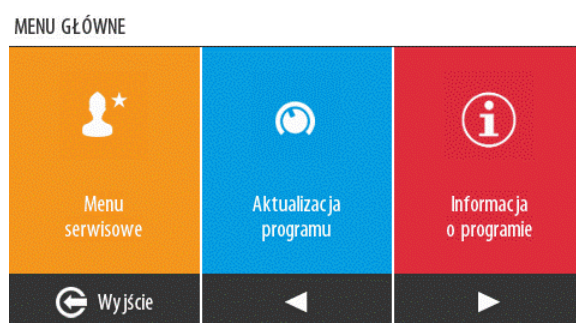 MENU GŁÓWNE
Menu
serwisowe
Aktualizacja
programu
Informacja
o programie
Wyjście